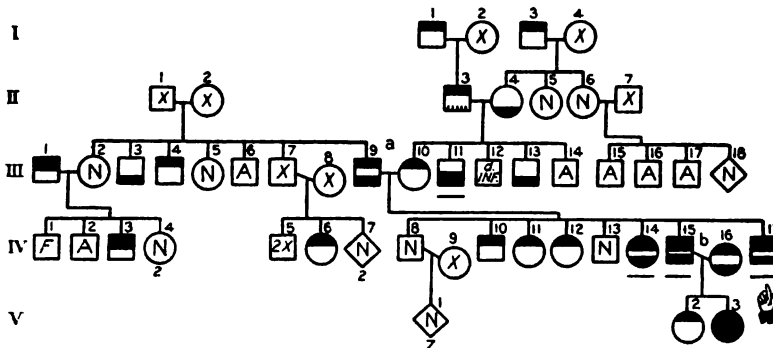 1 2 3 4
I X X
1 2 3 4 5 6 7
II X X N N X
1 2 3 4 5 6 7 8 9 a 10 11 12 13 14 15 16 17 18
III N N A X X INF. A A A A N
1 2 3 4 5 6 7 8 9 10 11 12 13 14 15 b 16
IV F A N 2X N N X N
2 2
1 2 3
V N
7